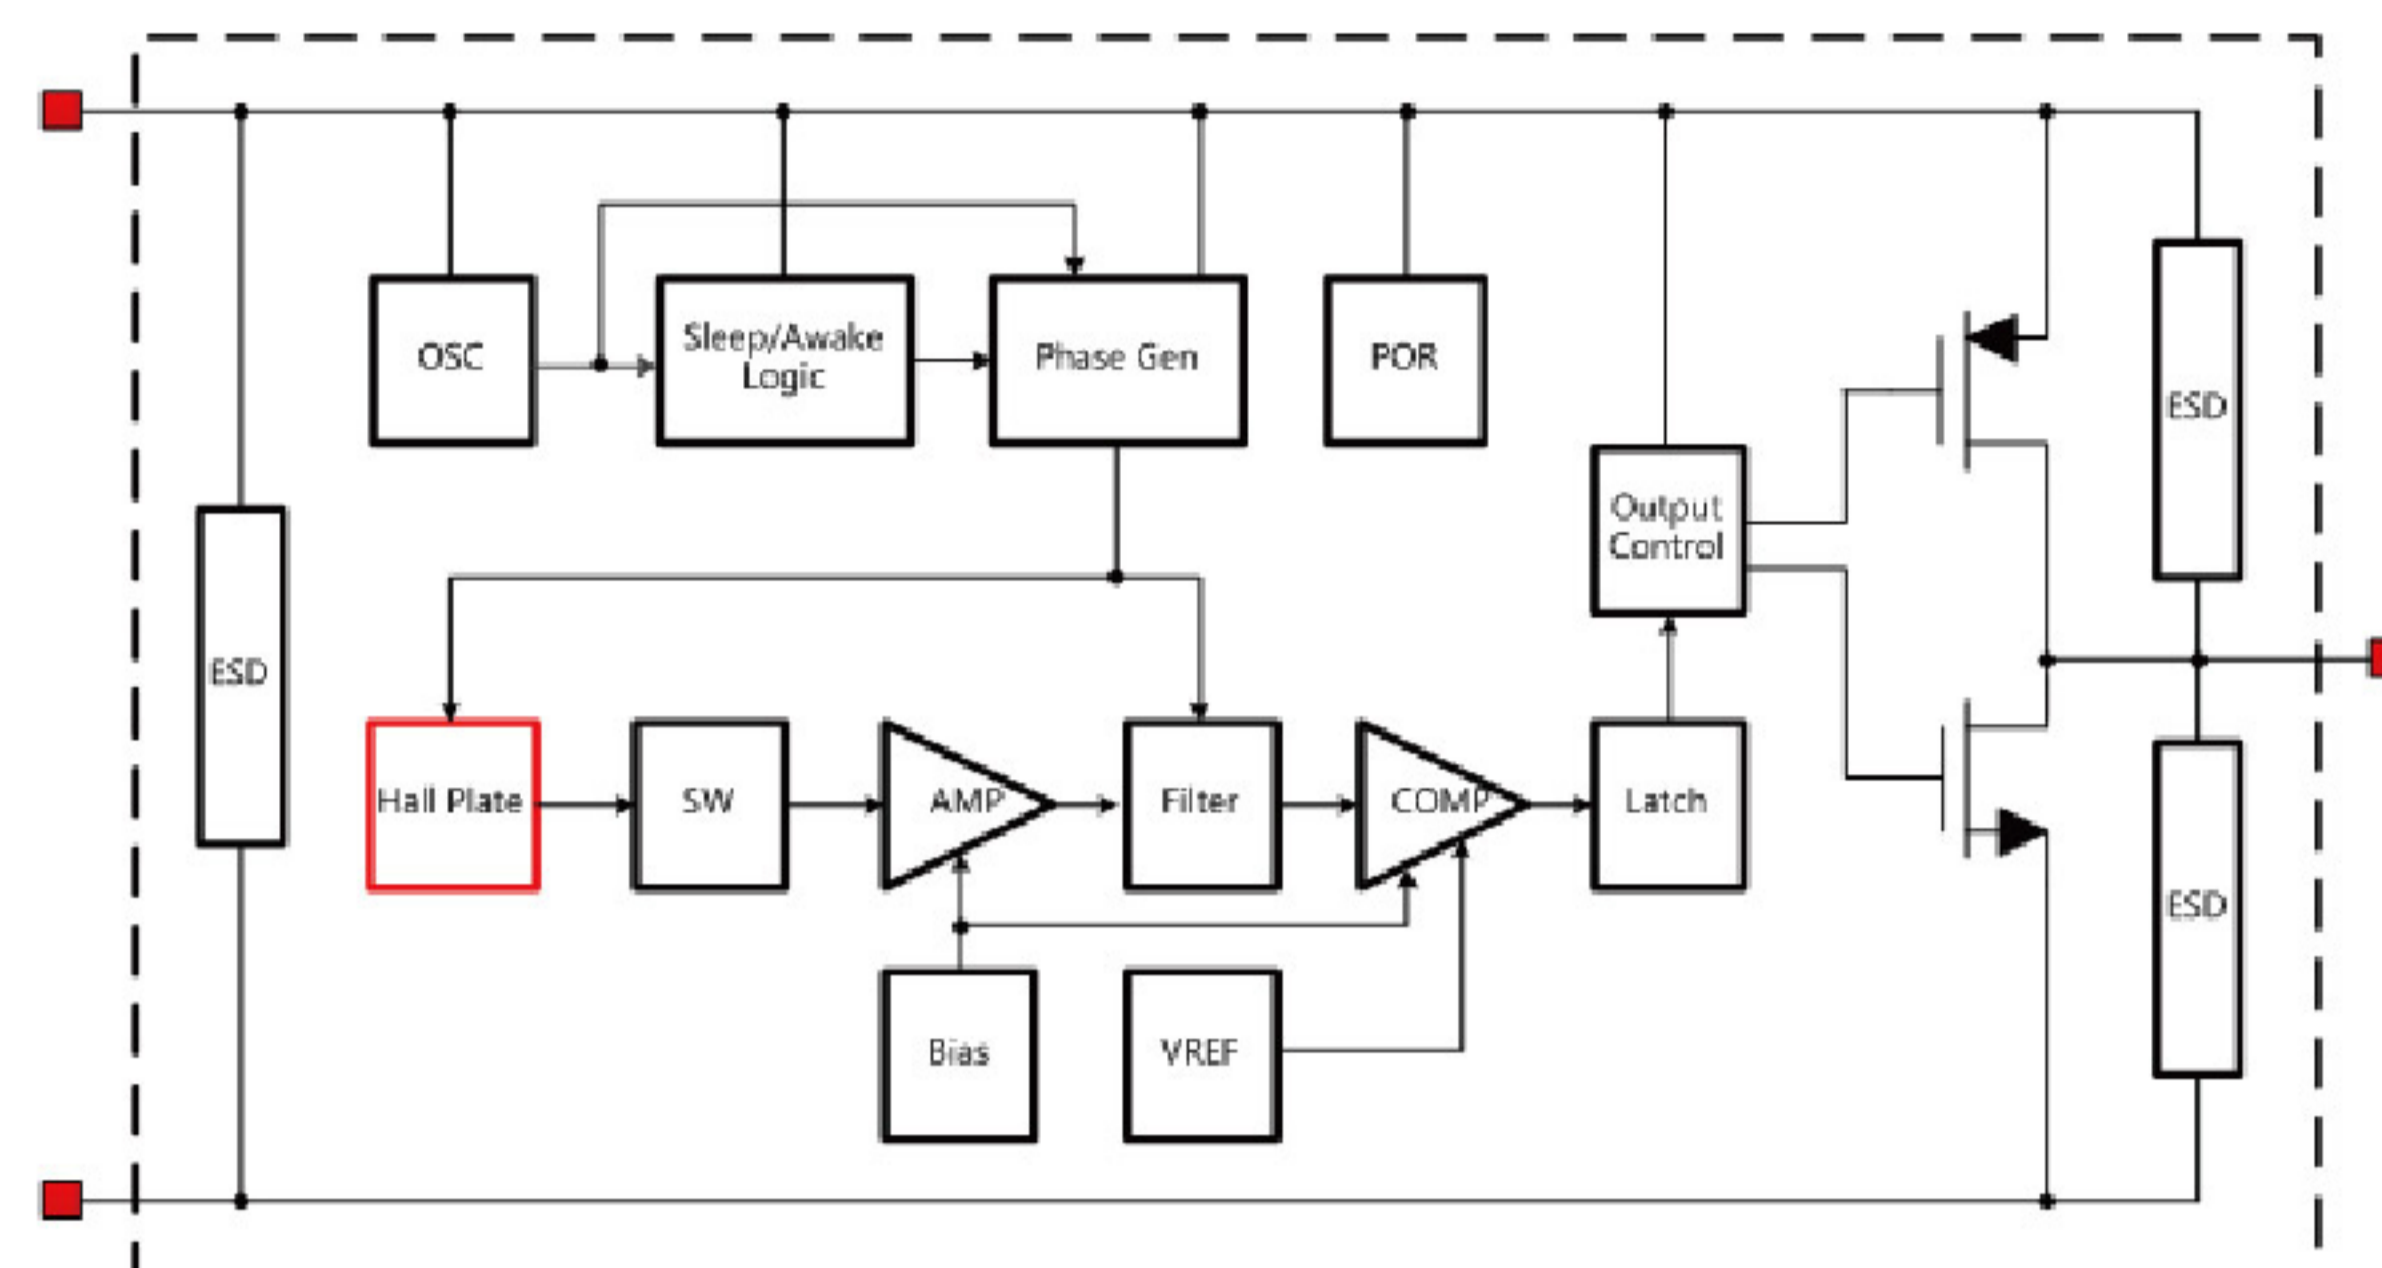 OSC
Sleep/Awake
Logic
Phase Gen
POR
ESD
Output
Control
ESD
Hall Plate
SW
AMP
Filter
COMP
Latch
ESD
Bias
VREF